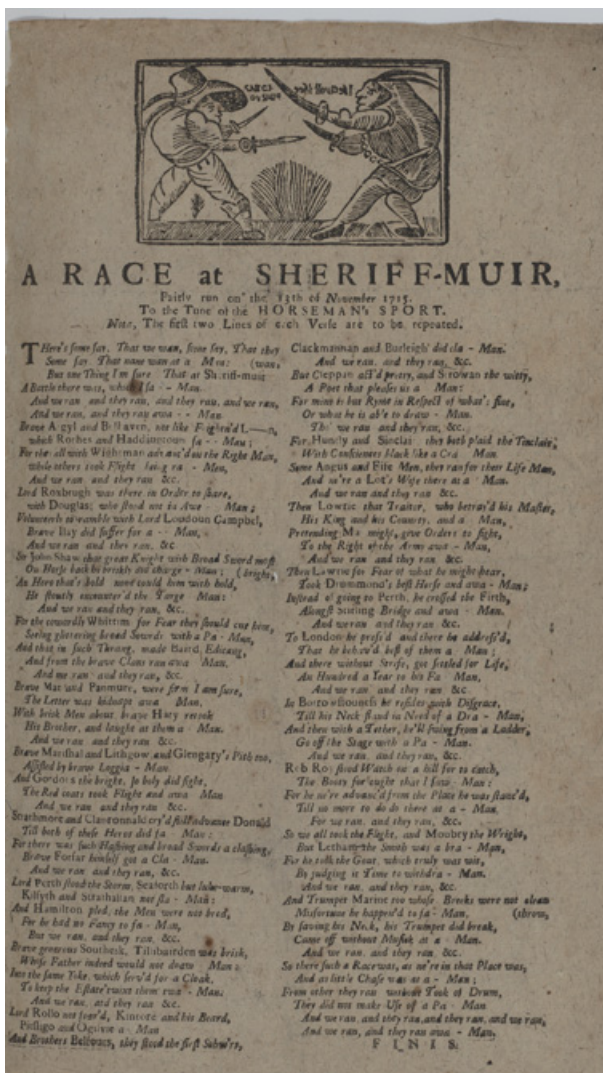 A RACE at SHERIFF-MUIR,
Fairly run on the 13th of November 1715.
To the Tune of the HORSEMAN's SPORT.
Note, The first two Lines of each Verse are to be repeated.
THere's some say, That we wan, some say, That they
Some say, That none wan at a Man: (wan,
But one Thing I'm sure, That at Sheriff-muir
A Battle there was, which I sa - - Man.
And we ran and they ran, and they ran, and we ran,
And we ran, and they ran awa - - Man
Brave Argyl and Belhaven, not like Frighen'd L---n,
which Rothes and Haddingtoun sa - - Man;
For they all with Wightman advanc'd on the Right Man,
while others took Flight being ra - Man,
And we ran and they ran &c.
Lord Roxbrugh was there, in Order to share,
with Douglas; who stood not in Awe Man;
Volunteerly to ramble with Lord Loudoun Campbel,
Brave Ilay did suffer for a - - Man,
And we ran and they ran, &c
Sir John Shaw that great Knight with Broad Sword most
On Horse back he briskly and charge - Man; (bright,
An Hero that's bold none could him with-hold,
He stoutly encounter'd the Targe Man:
And we ran and they ran, &c.
For the cowardly Whittim for Fear they should cut him,
Seeing glittering broad Swords with a Pa - Man,
And that in such Thrang, made Baird, Edicang,
And from the brave Clans ran awa Man.
And we ran and they ran, &c.
Brave Mar and Panmure, were firm I am sure,
The Latter was kidnapt awa Man.
With brisk Men about brave Hary retook
His Brother, and laught at them a Man.
And we ran and they ran, &c.
Brave Marshal and Lithgow, and Glengary's Pith too,
Assisted by brave Loggia - Man.
And Gordons the bright, so boly did fight,
The Red coats took Flight and awa Man
And we ran and they ran &c.
Strathmore and Clanronald cry'd still advance Donald
Till both of these Heros did fa Man:
For there was such Hashing and broad Swords a clashing,
Brave Forfar himself got a Cla - Man.
And we ran and they ran, &c.
Lord Perth stood the Storm, Seaforth but luke-warm,
Kilsyth and Strathallan not sla - Man;
And Hamilton pled, the Men were not bred,
For he had no Fancy to fa - Man,
But we ran, and they ran, &c.
Brave generous Southesk, Tilibairden was brisk,
Whose Father indeed would not draw Man:
Into the same Yoke, which serv'd for a Cloak,
To keep the Estate 'twixt them twa - Man.
And we ran, and they ran &c.
Lord Rollo not fear'd, Kintore and his Beard,
Pitsligo and Ogilvie a Man
And Brothers Balfours, they stood the first Show'rs,
Clackmannan and Burleigh did cla - Man.
And we ran, and they ran, &c.
But Cleppan act'd pretty, and Strowan the witty,
A Poet that pleases us a Man:
For mine is but Ryme in Respect of what's fine,
Or what he is able to draw - Man.
Tho' we ran and they ran, &c.
For Huntly and Sinclair they both plaid the Tinclair,
With Consciences black like a Cra Man
Some Angus and Fife Men, they ran for their Life Man,
And ne're a Lot's Wife there at a Man.
And we ran and they ran &c.
Then Lowrie that Traitor, who betray'd his Master,
His King and his Country, and a Man,
Pretending Ma might, give Orders to fight,
To the Right of the Army awa - Man,
And we ran and they ran &c.
Then Lowrie for Fear of what he might hear,
Took Drummond's best Horse and awa - Man;
Instead of going to Perth, he crossed the Firth,
Alongst Stirling Bridge and awa - Man.
And we ran and they ran, &c.
To London he press'd and there he address'd,
That he behav'd best of them a Man;
And there without Strife, got settled for Life,
An Hundred a Year to his Fa Man.
And we ran and they ran &c
In Borrowstounness he resides with Disgrace,
Till his Neck stand in Need of a Dra - Man,
And then with a Tether, he'll swing from a Ladder,
Go off the Stage with a Pa - Man.
And we ran, and they ran, &c.
Rob Roy stood Watch on a hill for to catch,
The Booty for ought that I saw Man:
For he ne're advanc'd from the Place he was stanc'd,
Till no more to do do there at a - Man.
For we ran, and they ran, &c.
So we all took the Flight, and Moubry the Wright,
But Letham the Smith was a bra - Man,
For he took the Gout, which truly was wit,
By judging it Time to withdra - Man.
And we ran, and they ran, &c.
And Trumpet Marine too whose Breeks were not clean
Misfortune he happen'd to fa - Man. (throw,
By saving his Neck, his Trumpet did break,
Came off without Musick at a - Man.
And we ran, and they ran, &c.
So there such a Race was, as ne're in that Place was,
And as little Chase was at a - Man;
From other they ran without Touk of Drum,
They did not make Use of a Pa Man
And we ran, and they ran, and they ran, and we ran,
And we ran, and they ran awa - Man.
FINIS.